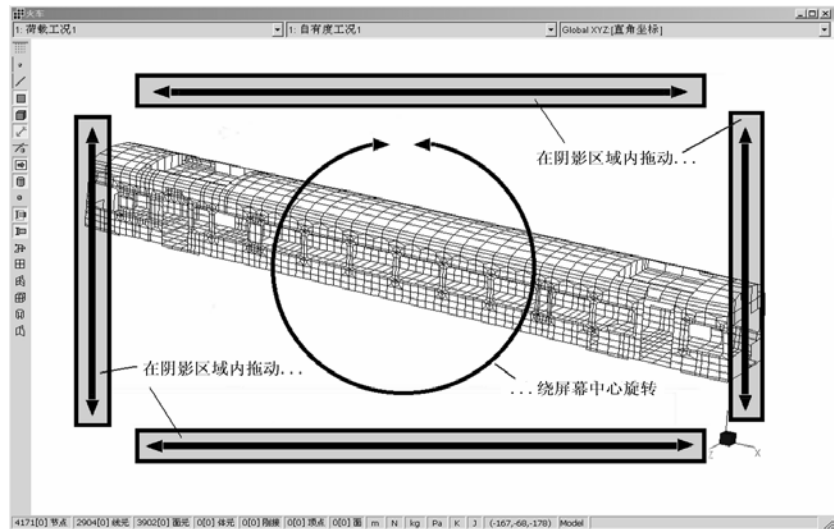 火车
1: 荷载工况1
1: 自有度工况1
Global XYZ[直角坐标]
在阴影区域内拖动...
在阴影区域内拖动...
...绕屏幕中心旋转
Z
X
4171[0] 节点 2904[0] 线元 3902[0] 面元 0[0] 体元 0[0] 刚接 0[0] 顶点 0[0] 面 m N kg Pa K J (-167,-68,-178) Model